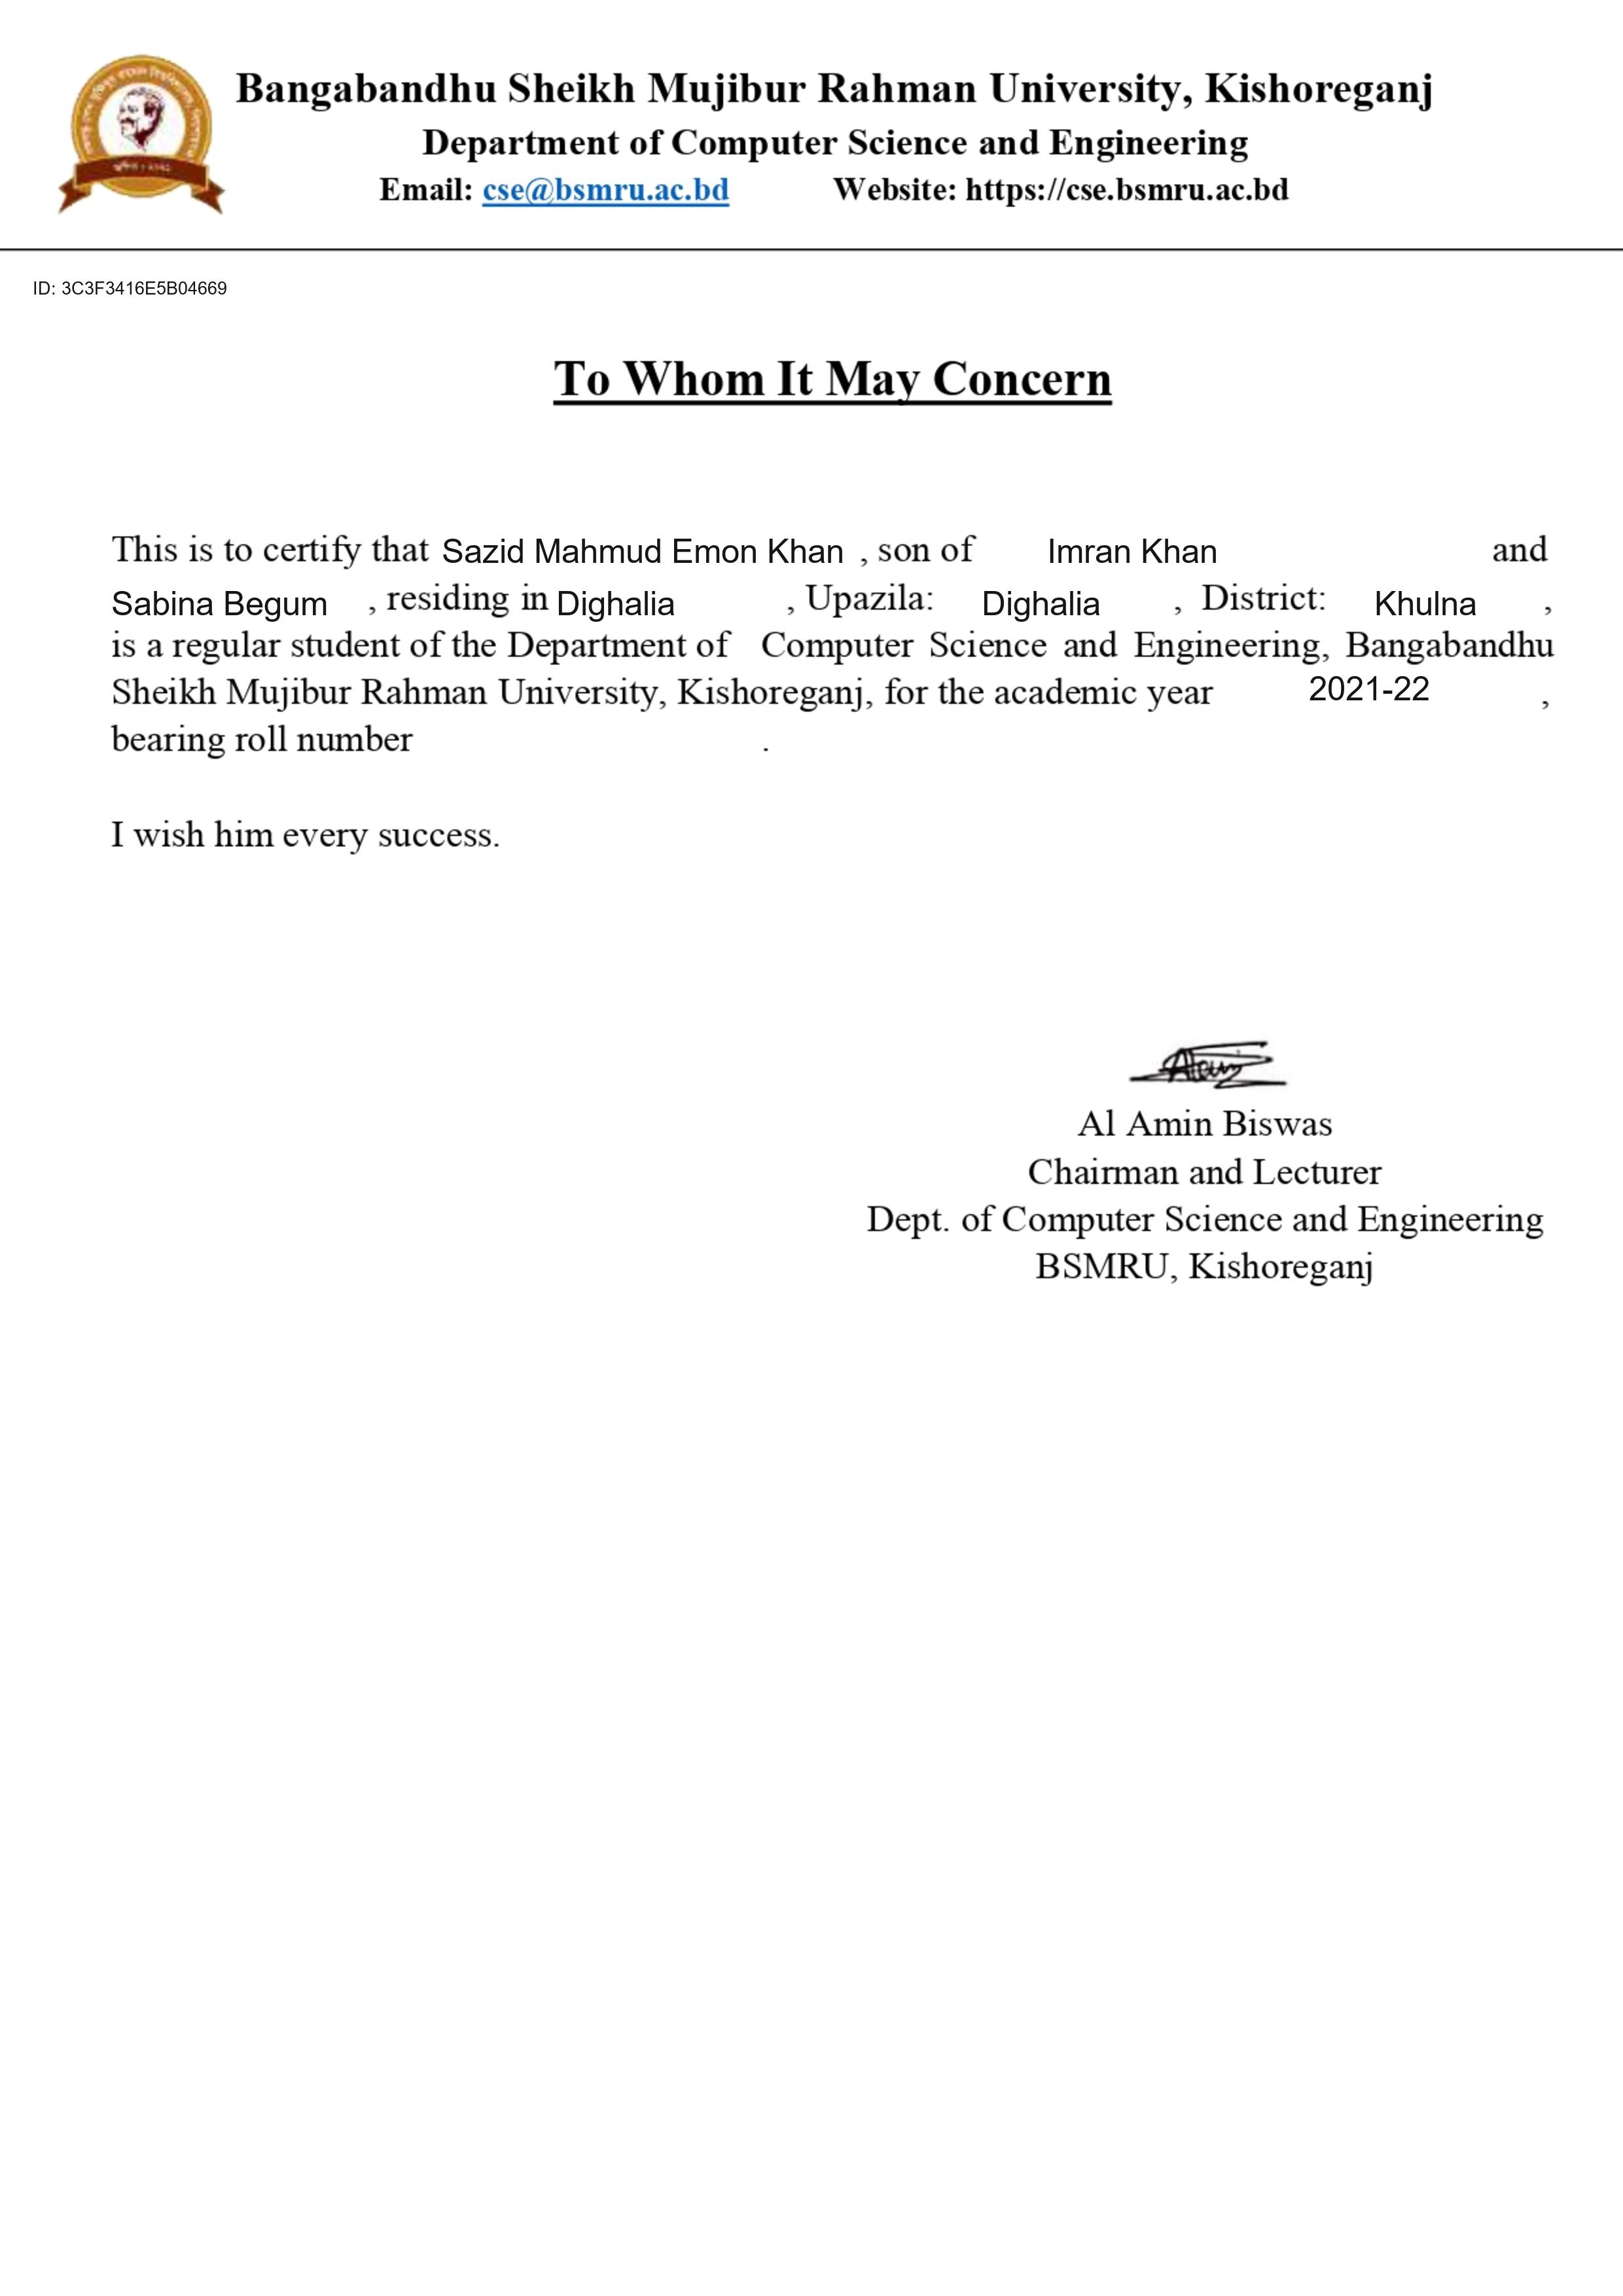 Bangabandhu Sheikh Mujibur Rahman University, Kishoreganj
Department of Computer Science and Engineering
Email: cse@bsmru.ac.bd Website: https://cse.bsmru.ac.bd
ID: 3C3F3416E5B04669
To Whom It May Concern
This is to certify that Sazid Mahmud Emon Khan , son of Imran Khan and
Sabina Begum , residing in Dighalia , Upazila: Dighalia , District: Khulna ,
is a regular student of the Department of Computer Science and Engineering, Bangabandhu
Sheikh Mujibur Rahman University, Kishoreganj, for the academic year 2021-22 ,
bearing roll number .
I wish him every success.
Al Amin Biswas
Chairman and Lecturer
Dept. of Computer Science and Engineering
BSMRU, Kishoreganj